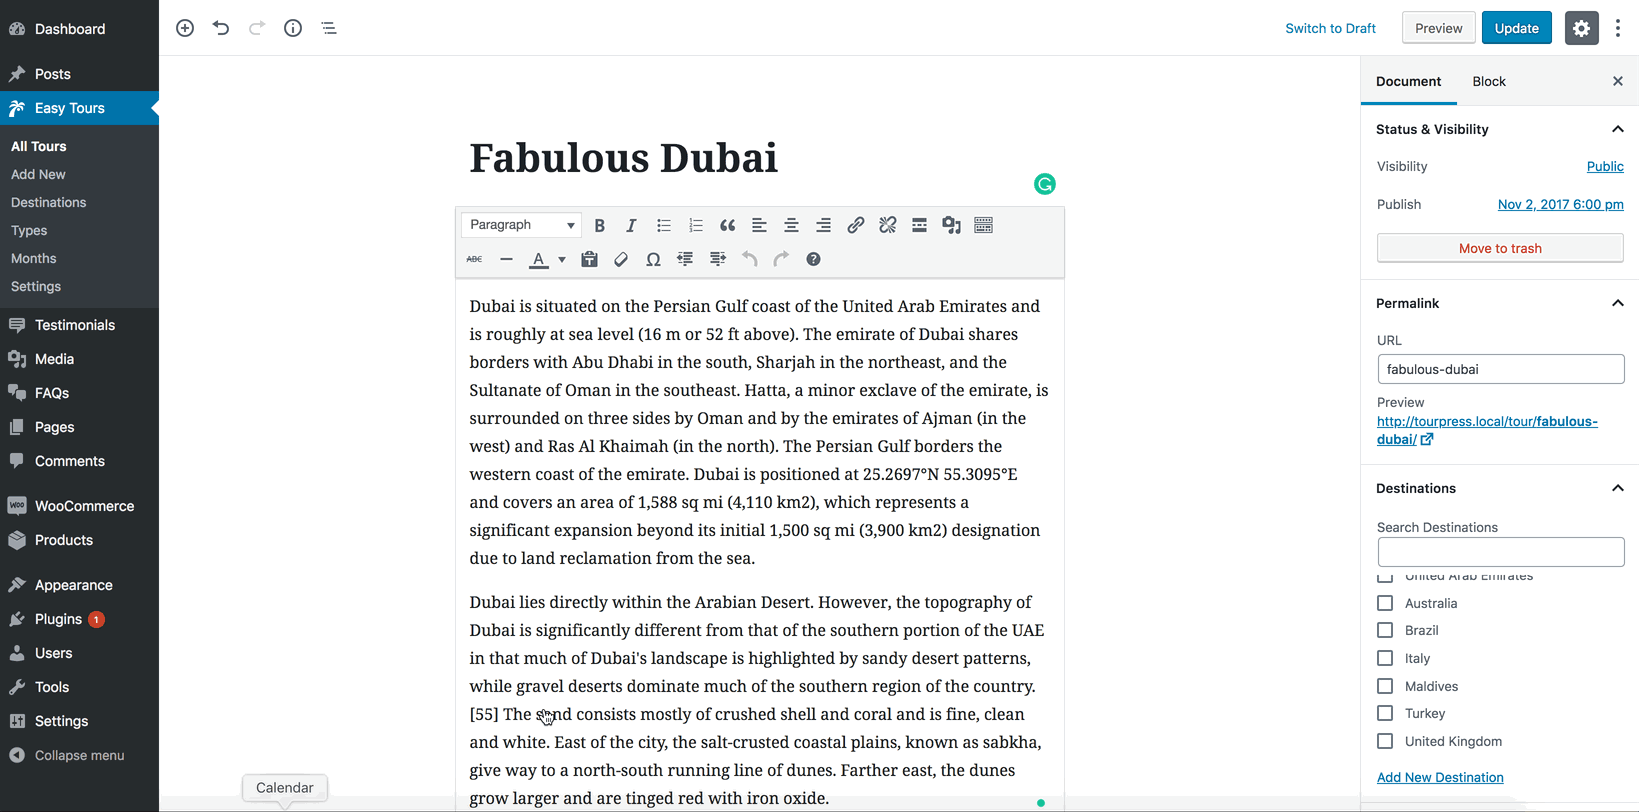 Dashboard
Posts
Easy Tours
All Tours
Add New
Destinations
Types
Months
Settings
Testimonials
Media
FAQs
Pages
Comments
WOO WooCommerce
Products
Appearance
Plugins 1
Users
Tools
Settings
Collapse menu
Switch to Draft
Preview
Update
Fabulous Dubai
Paragraph
B I
ABC A T Ω ?
Dubai is situated on the Persian Gulf coast of the United Arab Emirates and
is roughly at sea level (16 m or 52 ft above). The emirate of Dubai shares
borders with Abu Dhabi in the south, Sharjah in the northeast, and the
Sultanate of Oman in the southeast. Hatta, a minor exclave of the emirate, is
surrounded on three sides by Oman and by the emirates of Ajman (in the
west) and Ras Al Khaimah (in the north). The Persian Gulf borders the
western coast of the emirate. Dubai is positioned at 25.2697°N 55.3095°E
and covers an area of 1,588 sq mi (4,110 km2), which represents a
significant expansion beyond its initial 1,500 sq mi (3,900 km2) designation
due to land reclamation from the sea.
Dubai lies directly within the Arabian Desert. However, the topography of
Dubai is significantly different from that of the southern portion of the UAE
in that much of Dubai's landscape is highlighted by sandy desert patterns,
while gravel deserts dominate much of the southern region of the country.
[55] The sand consists mostly of crushed shell and coral and is fine, clean
and white. East of the city, the salt-crusted coastal plains, known as sabkha,
give way to a north-south running line of dunes. Farther east, the dunes
grow larger and are tinged red with iron oxide.
Calendar
Document
Block
Status & Visibility
Visibility
Public
Publish
Nov 2, 2017 6:00 pm
Move to trash
Permalink
URL
fabulous-dubai
Preview
http://tourpress.local/tour/fabulous-
dubai/
Destinations
Search Destinations
United Arab Emirates
Australia
Brazil
Italy
Maldives
Turkey
United Kingdom
Add New Destination